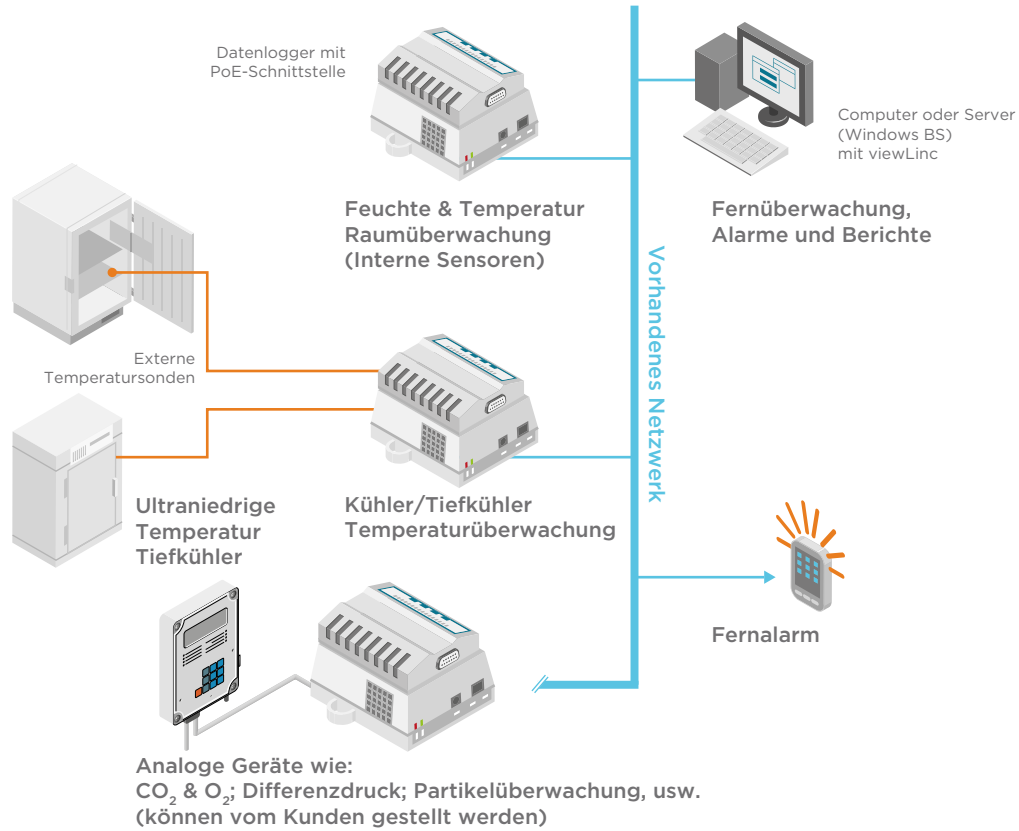 Datenlogger mit
PoE-Schnittstelle
Computer oder Server
(Windows BS)
mit viewLinc
Feuchte & Temperatur
Raumüberwachung
(Interne Sensoren)
Fernüberwachung,
Alarme und Berichte
Vorhandenes Netzwerk
Externe
Temperatursonden
Ultraniedrige
Temperatur
Tiefkühler
Kühler/Tiefkühler
Temperaturüberwachung
Fernalarm
Analoge Geräte wie:
CO₂ & O₂; Differenzdruck; Partikelüberwachung, usw.
(können vom Kunden gestellt werden)